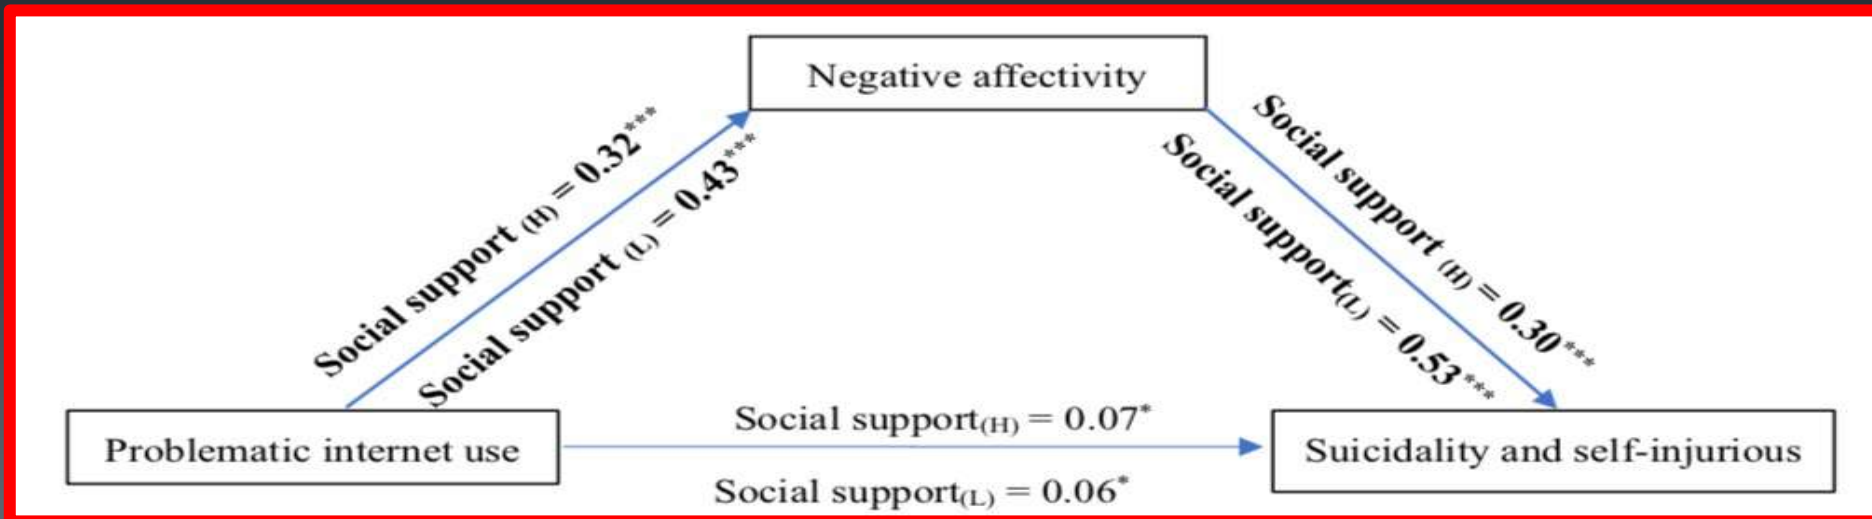 Negative affectivity
Social support (H) = 0.32***
Social support (L) = 0.43***
Social support (H) = 0.30***
Social support(L) = 0.53***
Social support(H) = 0.07*
Problematic internet use
Suicidality and self-injurious
Social support(L) = 0.06*